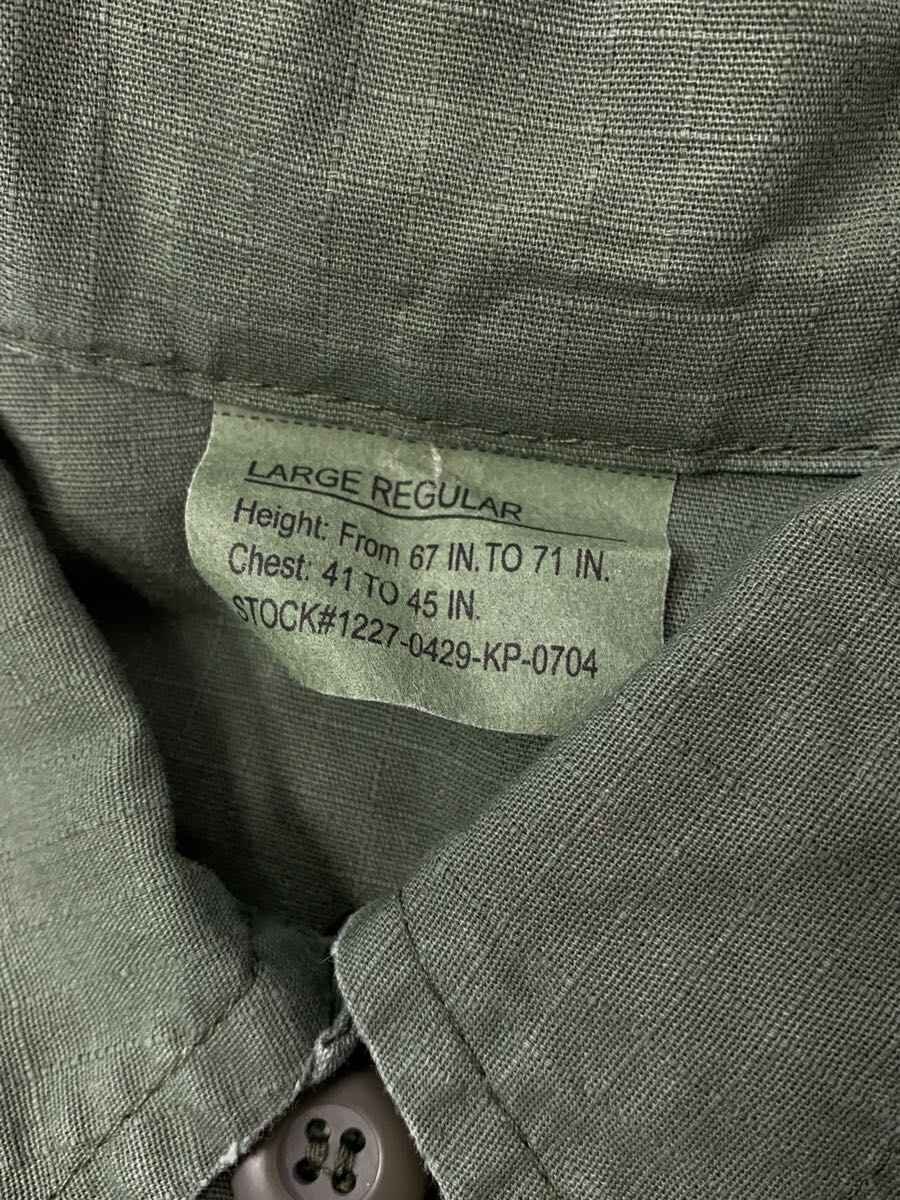 LARGE REGULAR
Height: From 67 IN. TO 71 IN.
Chest: 41 TO 45 IN.
STOCK#1227-0429-KP-0704